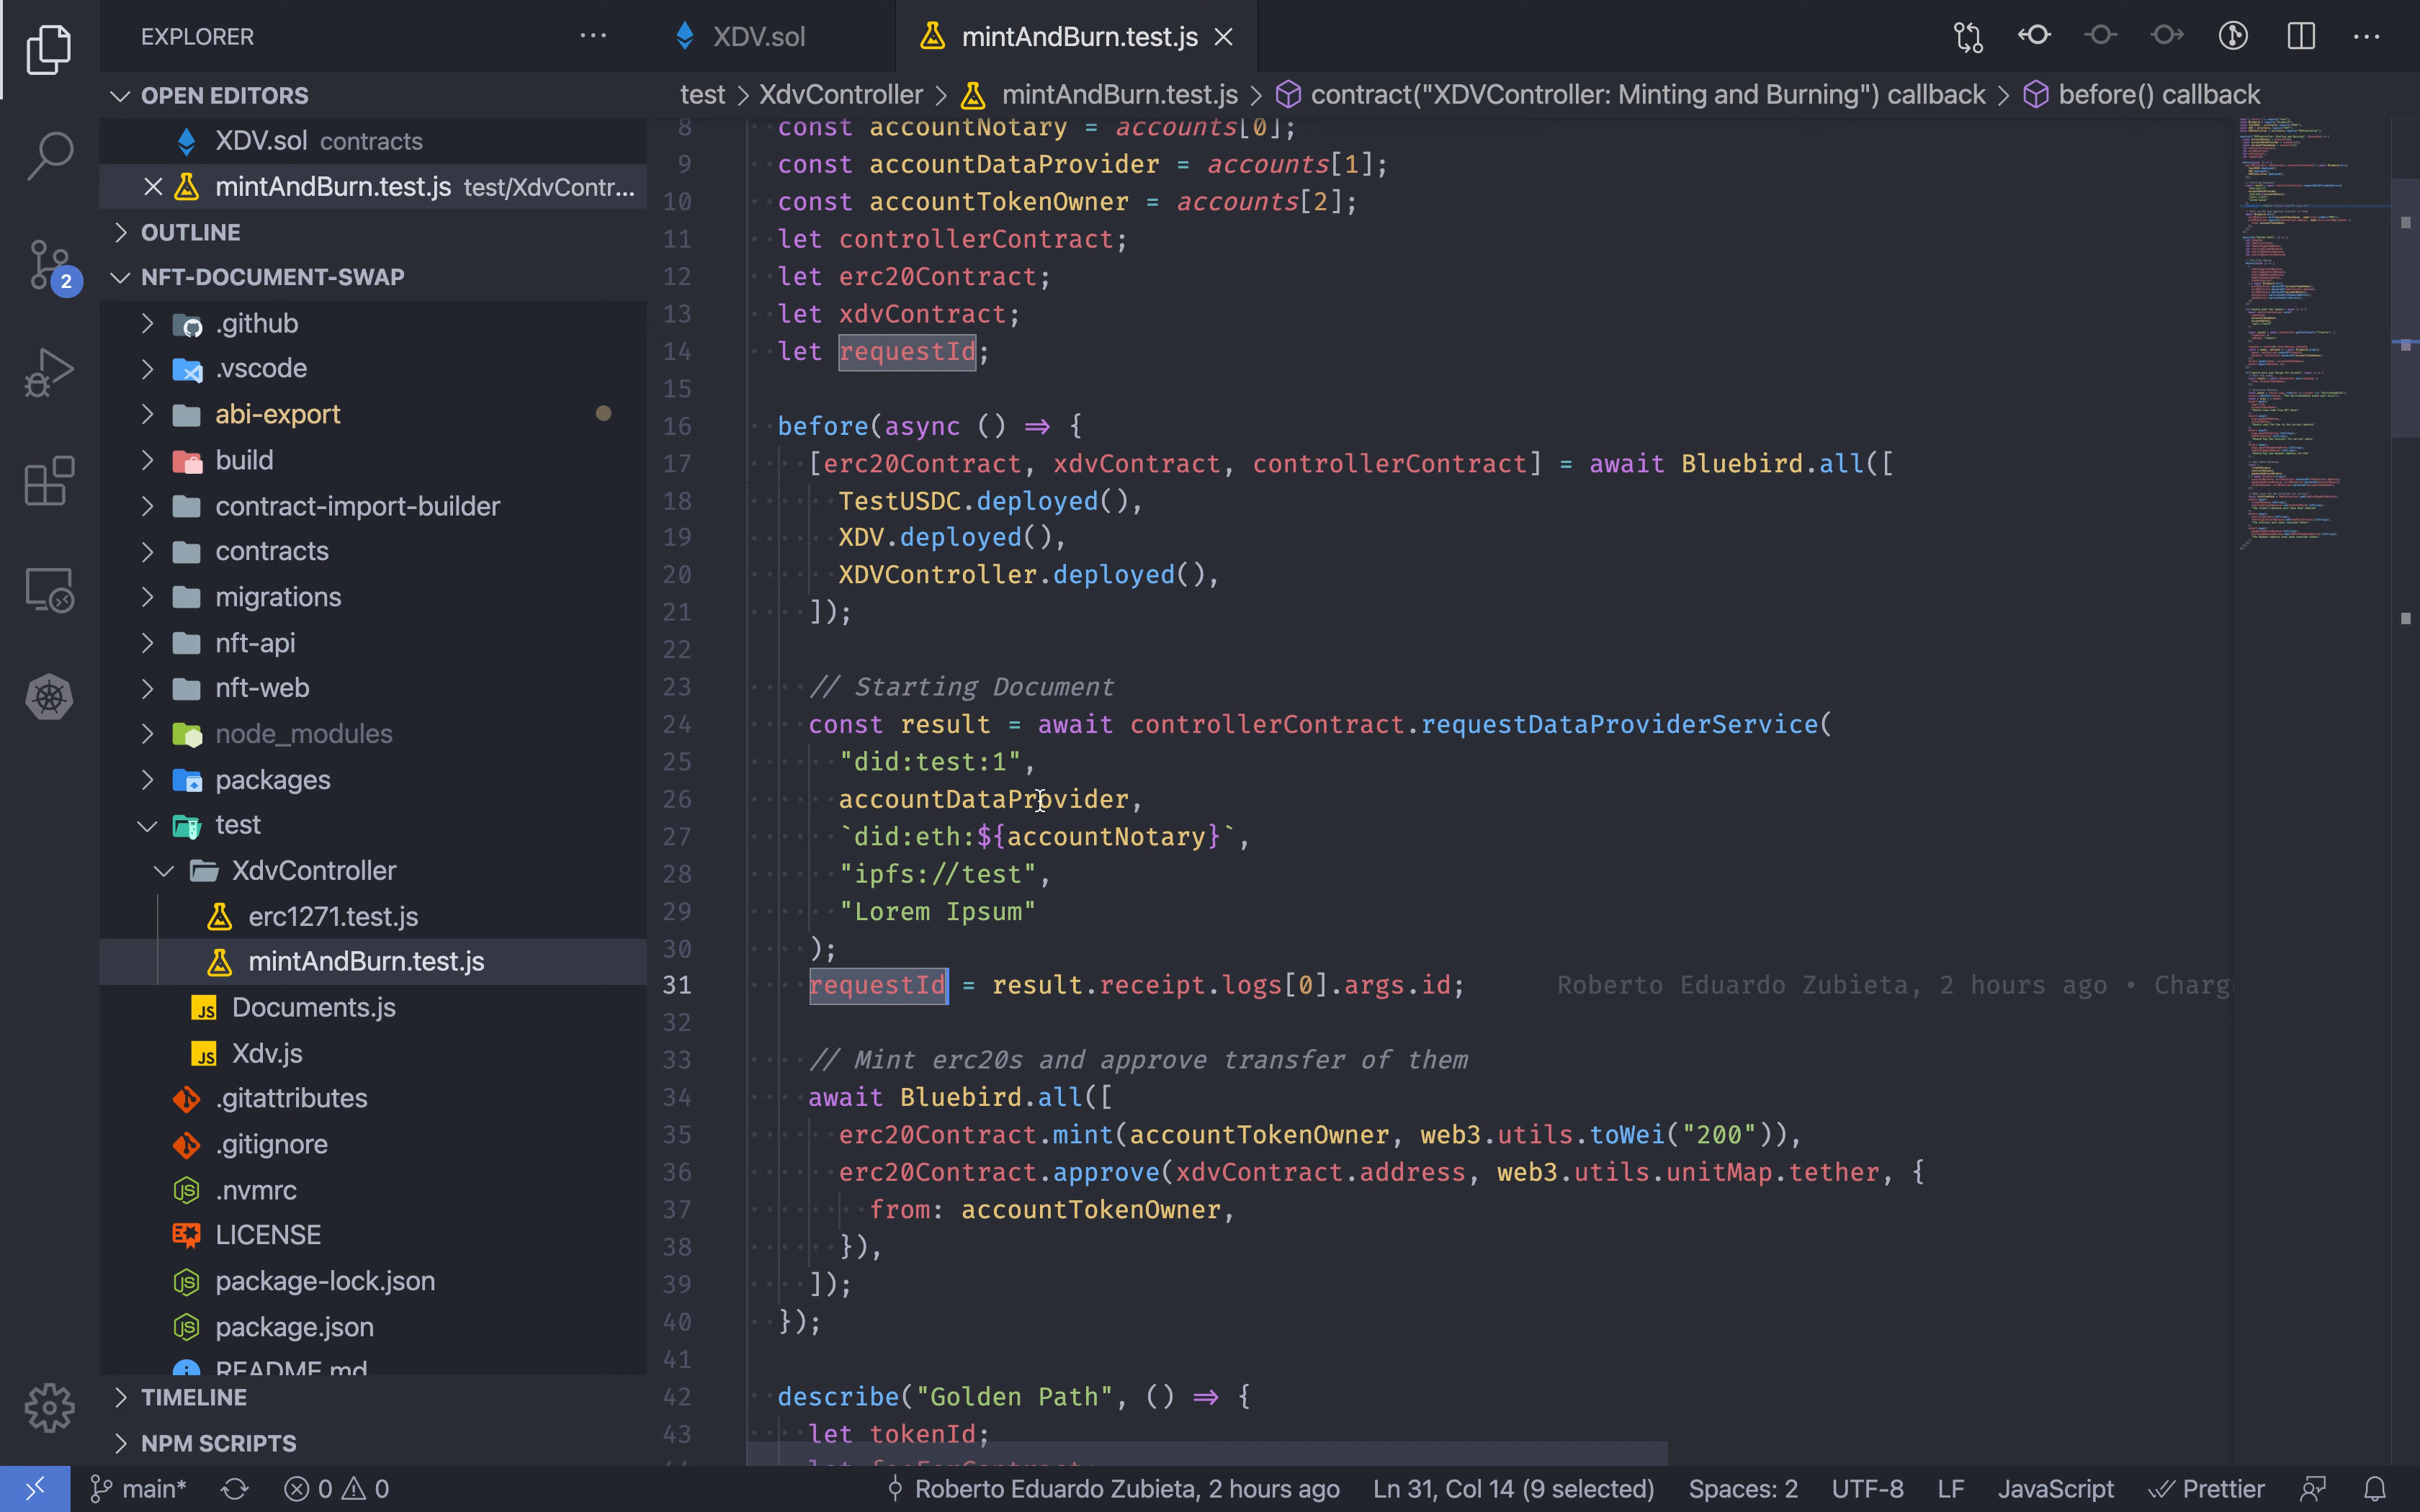 EXPLORER
XDV.sol
mintAndBurn.test.js
OPEN EDITORS
XDV.sol contracts
mintAndBurn.test.js test/XdvContr...
OUTLINE
NFT-DOCUMENT-SWAP
.github
.vscode
abi-export
build
contract-import-builder
contracts
migrations
nft-api
nft-web
node_modules
packages
test
XdvController
erc1271.test.js
mintAndBurn.test.js
Documents.js
Xdv.js
.gitattributes
.gitignore
.nvmrc
LICENSE
package-lock.json
package.json
README.md
TIMELINE
NPM SCRIPTS
2
test > XdvController > mintAndBurn.test.js > contract("XDVController: Minting and Burning") callback > before() callback
8 const accountNotary = accounts[0];
9 const accountDataProvider = accounts[1];
10 const accountTokenOwner = accounts[2];
11 let controllerContract;
12 let erc20Contract;
13 let xdvContract;
14 let requestId;
15
16 before(async () ⇒ {
17 [erc20Contract, xdvContract, controllerContract] = await Bluebird.all([
18 TestUSDC.deployed(),
19 XDV.deployed(),
20 XDVController.deployed(),
21 ]);
22
23 // Starting Document
24 const result = await controllerContract.requestDataProviderService(
25 "did:test:1",
26 accountDataProvider,
27 `did:eth:${accountNotary}`,
28 "ipfs://test",
29 "Lorem Ipsum"
30 );
31 requestId = result.receipt.logs[0].args.id; Roberto Eduardo Zubieta, 2 hours ago • Charg
32
33 // Mint erc20s and approve transfer of them
34 await Bluebird.all([
35 erc20Contract.mint(accountTokenOwner, web3.utils.toWei("200")),
36 erc20Contract.approve(xdvContract.address, web3.utils.unitMap.tether, {
37 from: accountTokenOwner,
38 }),
39 ]);
40 });
41
42 describe("Golden Path", () ⇒ {
43 let tokenId;
main* 0 0 Roberto Eduardo Zubieta, 2 hours ago Ln 31, Col 14 (9 selected) Spaces: 2 UTF-8 LF JavaScript Prettier